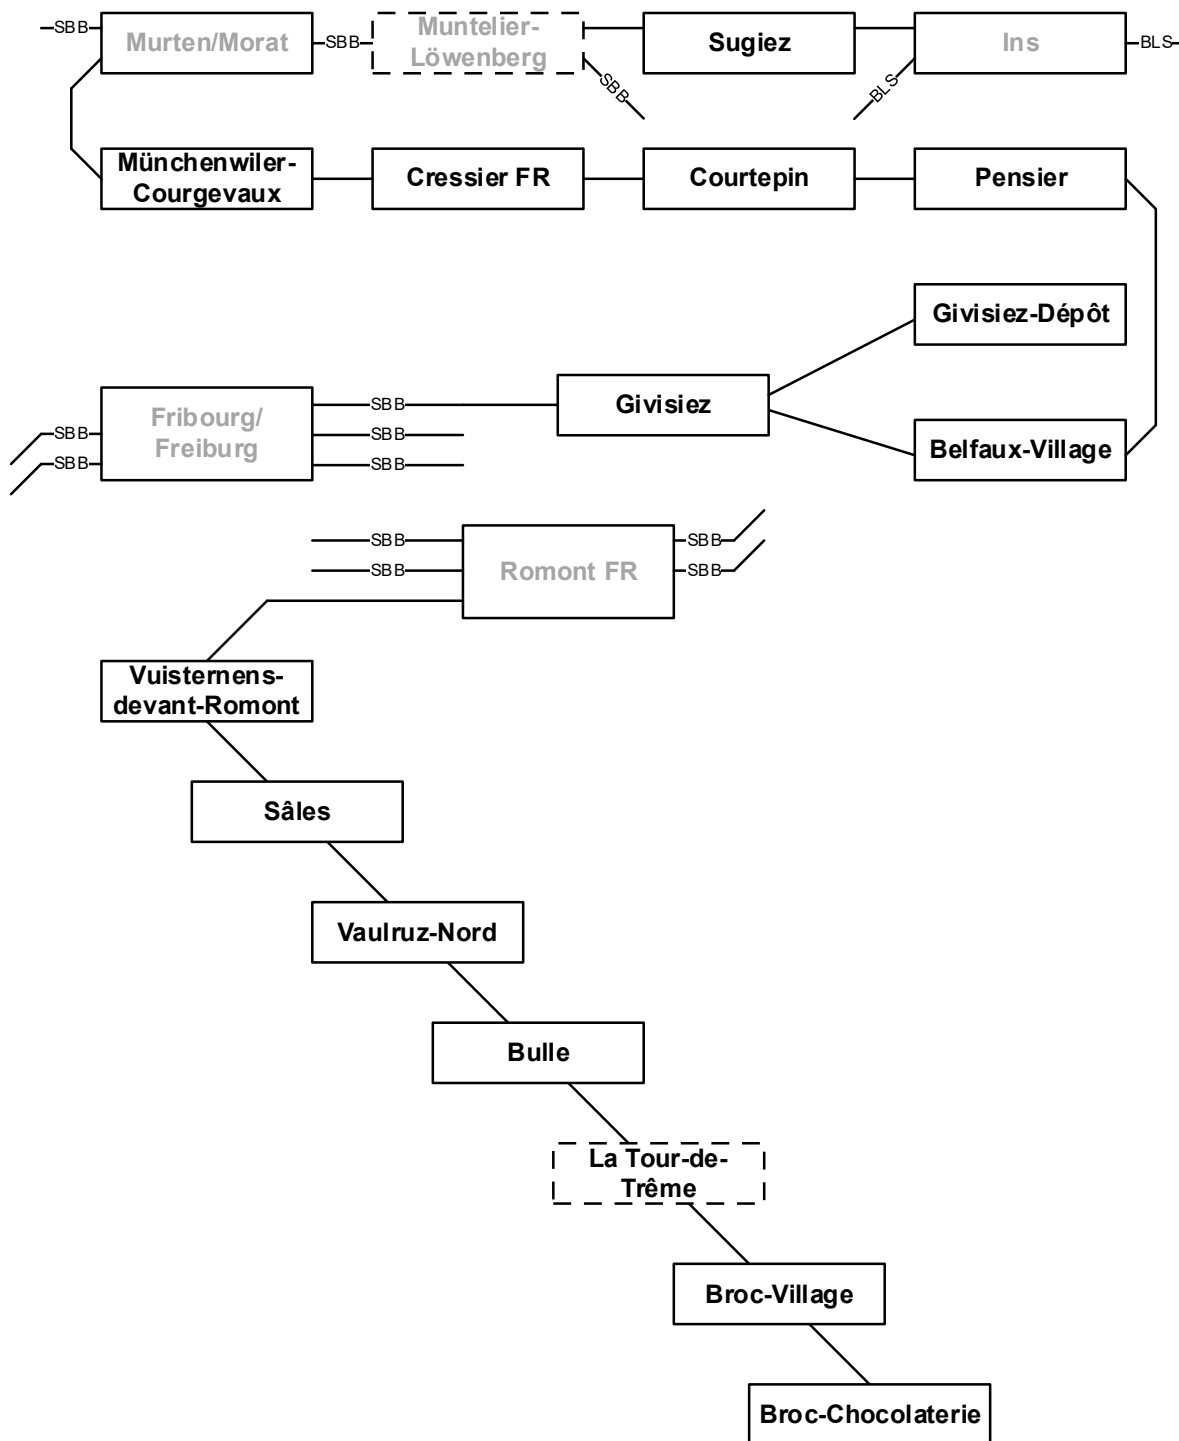 SBB
Murten/Morat
SBB
Muntelier-
Löwenberg
SBB
Sugiez
BLS
Ins
BLS
Münchenwiler-
Courgevaux
Cressier FR
Courtepin
Pensier
Givisiez-Dépôt
SBB
SBB
Fribourg/
Freiburg
SBB
SBB
SBB
Givisiez
Belfaux-Village
SBB
SBB
Romont FR
SBB
SBB
Vuisternens-
devant-Romont
Sâles
Vaulruz-Nord
Bulle
La Tour-de-
Trême
Broc-Village
Broc-Chocolaterie